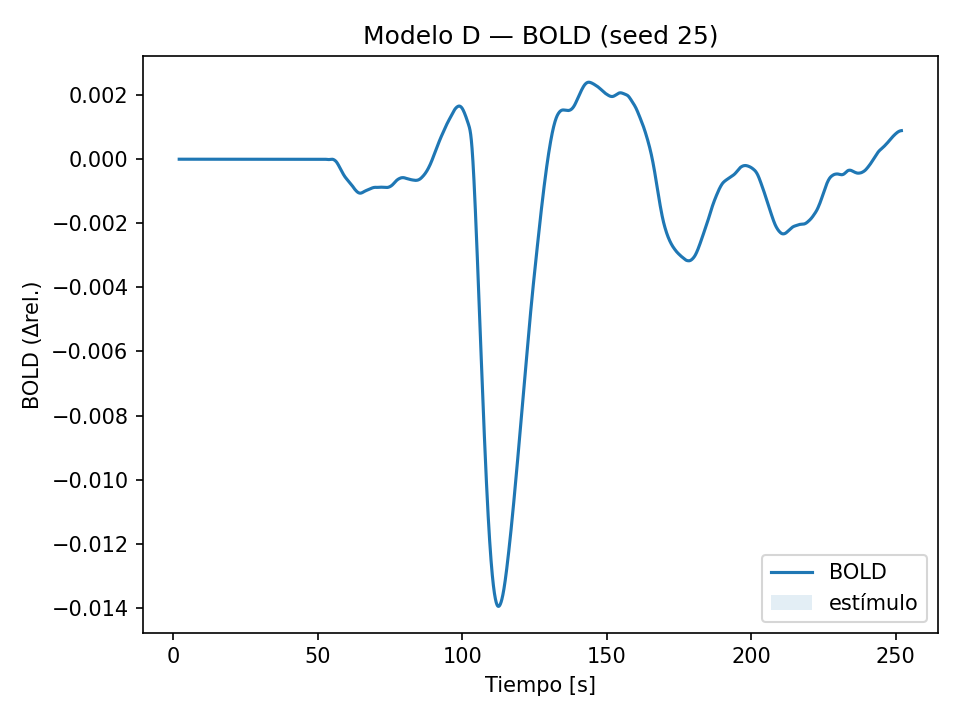 Modelo D — BOLD (seed 25)
BOLD (Δrel.)
0.002
0.000
−0.002
−0.004
−0.006
−0.008
−0.010
−0.012
−0.014
BOLD
estímulo
0 50 100 150 200 250
Tiempo [s]